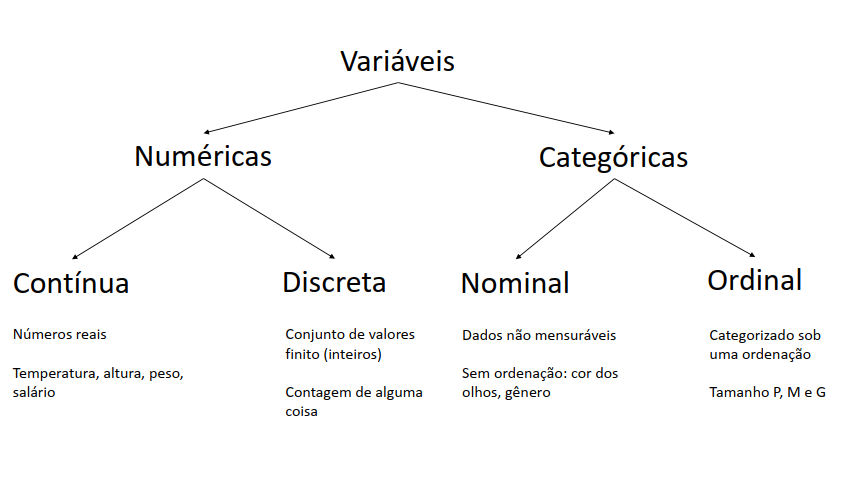 Variáveis
Numéricas
Categóricas
Contínua
Números reais
Temperatura, altura, peso,
salário
Discreta
Conjunto de valores
finito (inteiros)
Contagem de alguma
coisa
Nominal
Dados não mensuráveis
Sem ordenação: cor dos
olhos, gênero
Ordinal
Categorizado sob
uma ordenação
Tamanho P, M e G